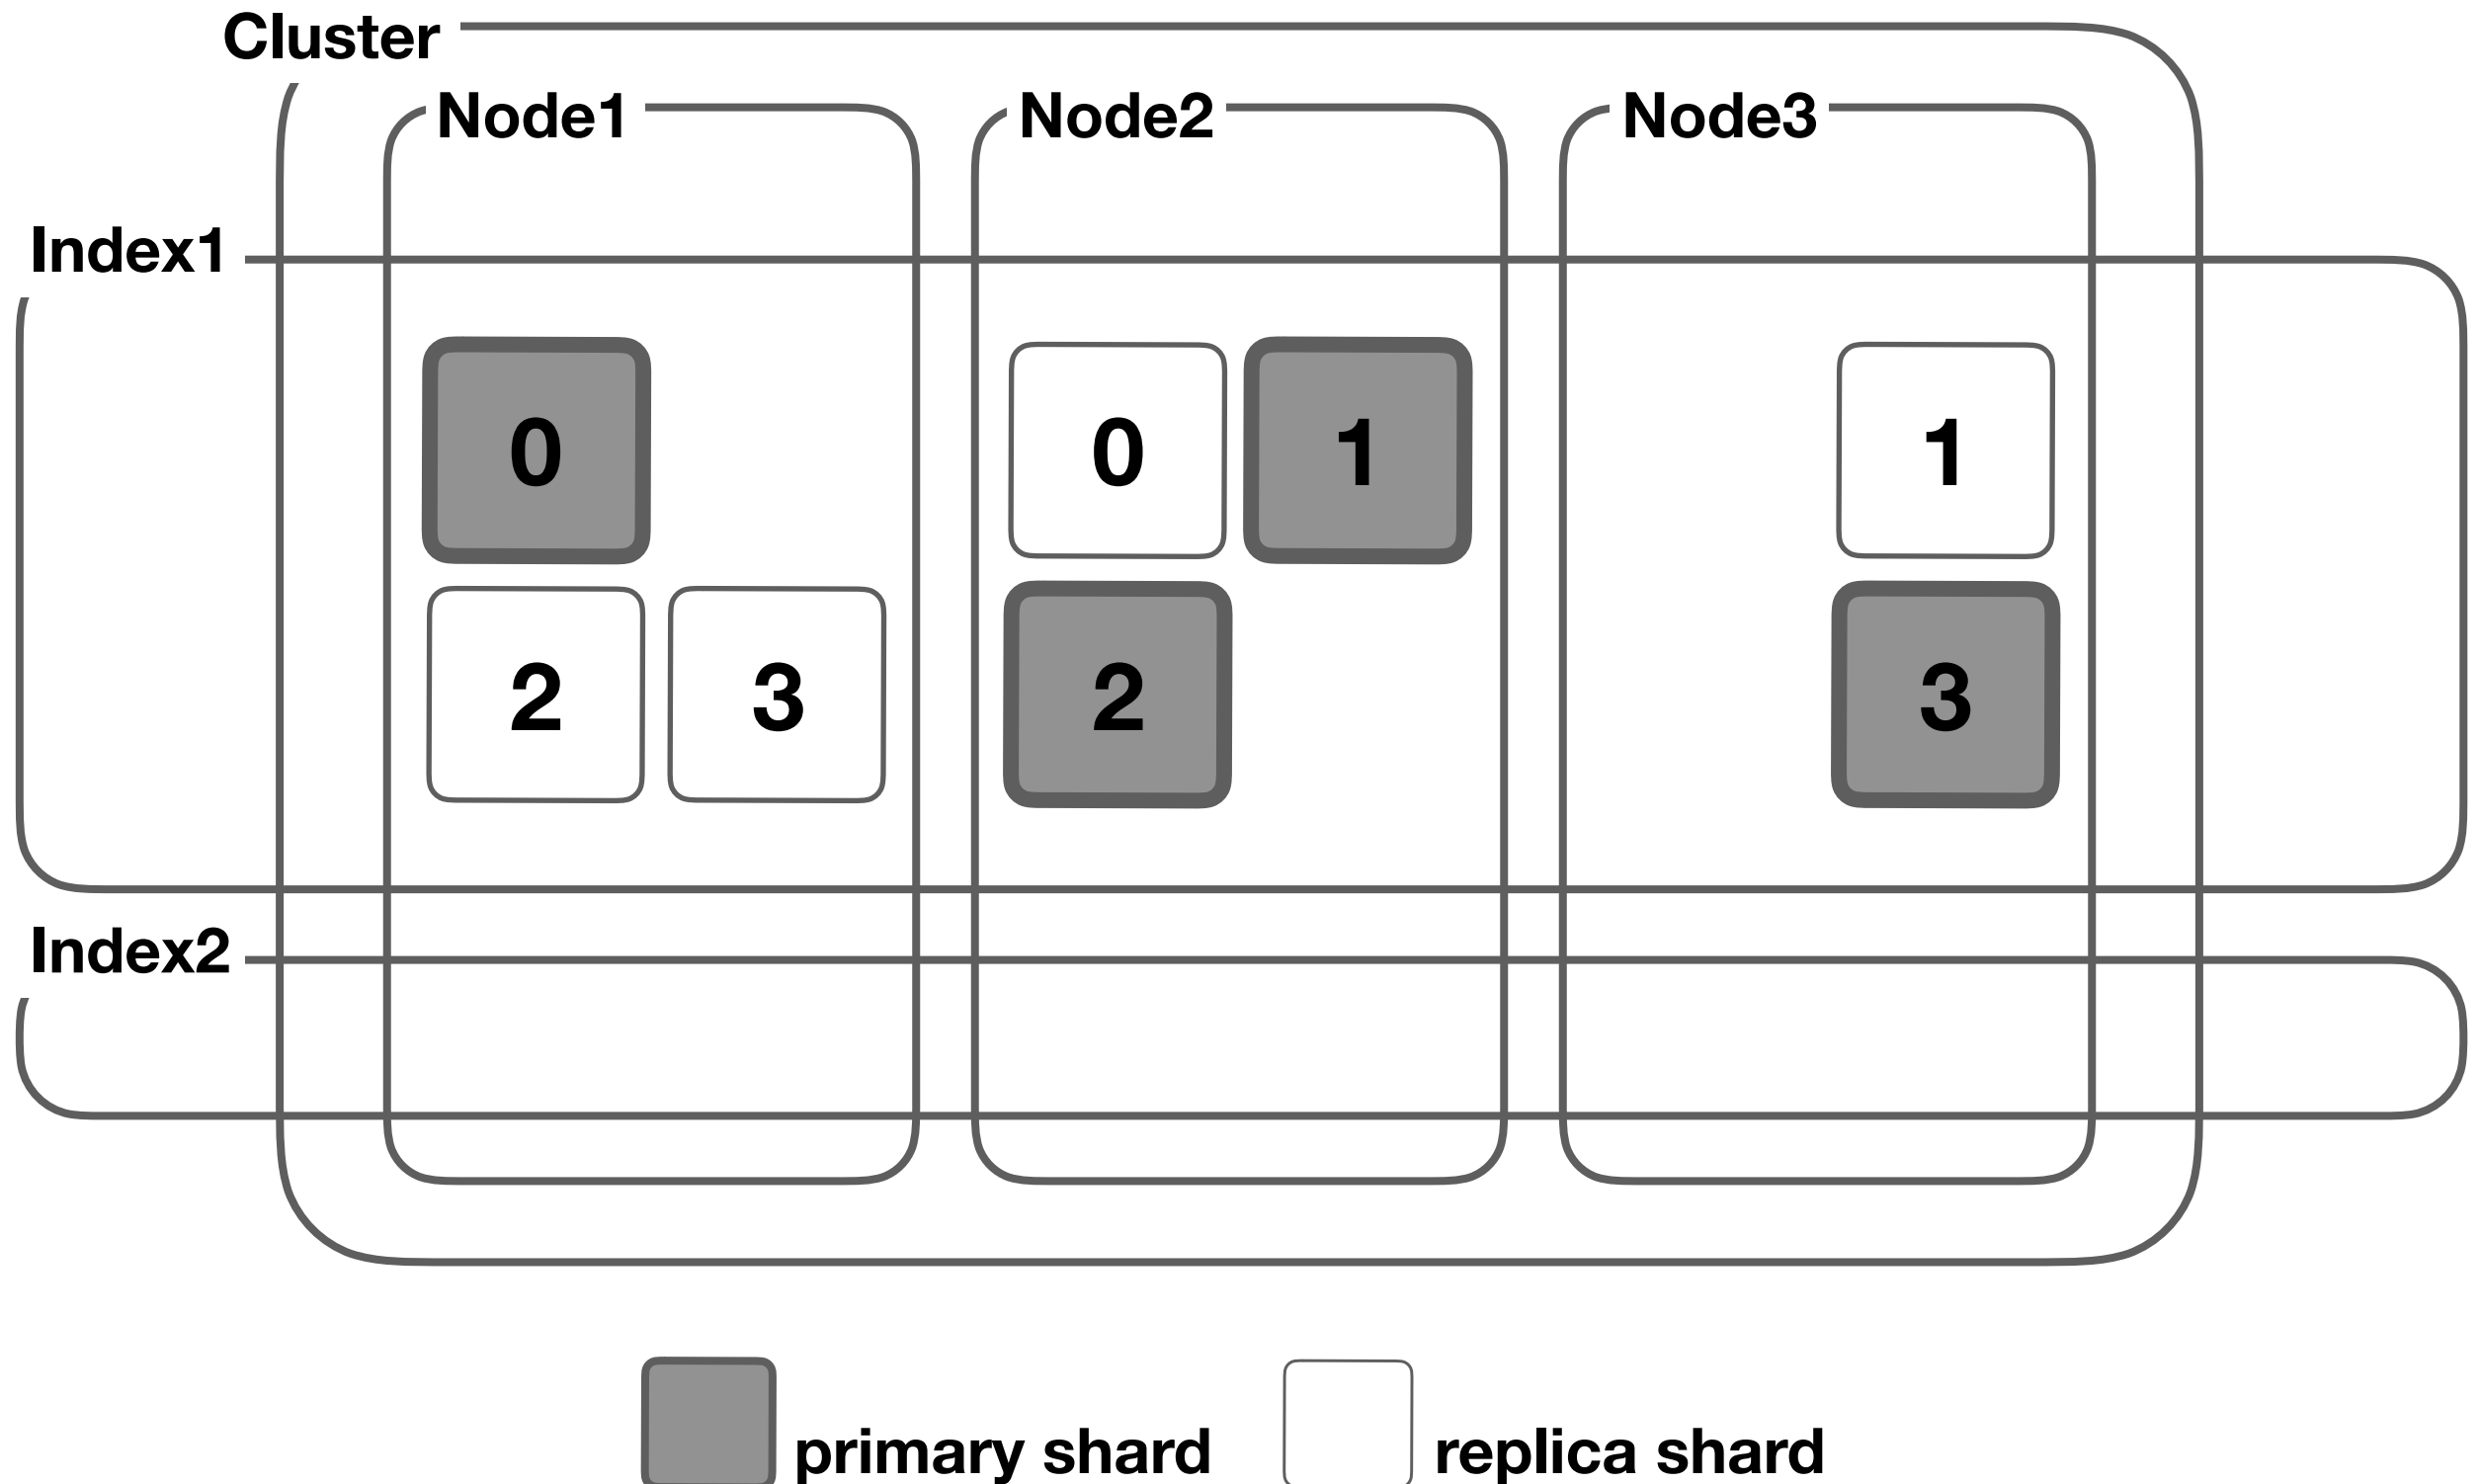 Cluster
Node1 Node2 Node3
Index1
0 0 1 1
2 3 2 3
Index2
primary shard replica shard